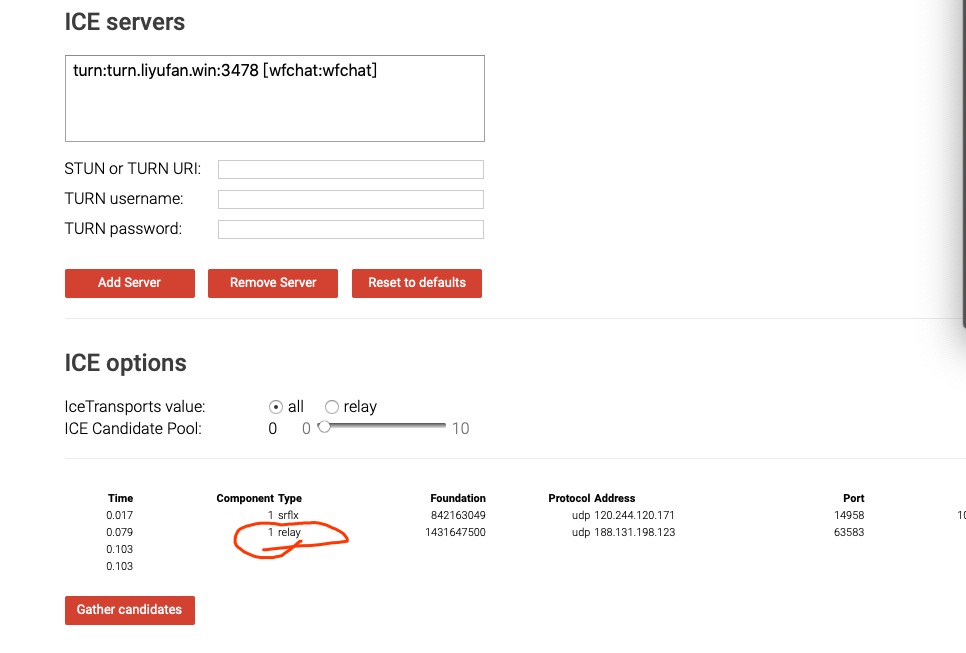 ICE servers
turn:turn.liyufan.win:3478 [wfchat:wfchat]
STUN or TURN URI:
TURN username:
TURN password:
Add Server Remove Server Reset to defaults
ICE options
IceTransports value: all relay
ICE Candidate Pool: 0 0 10
Time Component Type Foundation Protocol Address Port
0.017 1 srflx 842163049 udp 120.244.120.171 14958 10
0.079 1 relay 1431647500 udp 188.131.198.123 63583
0.103
0.103
Gather candidates